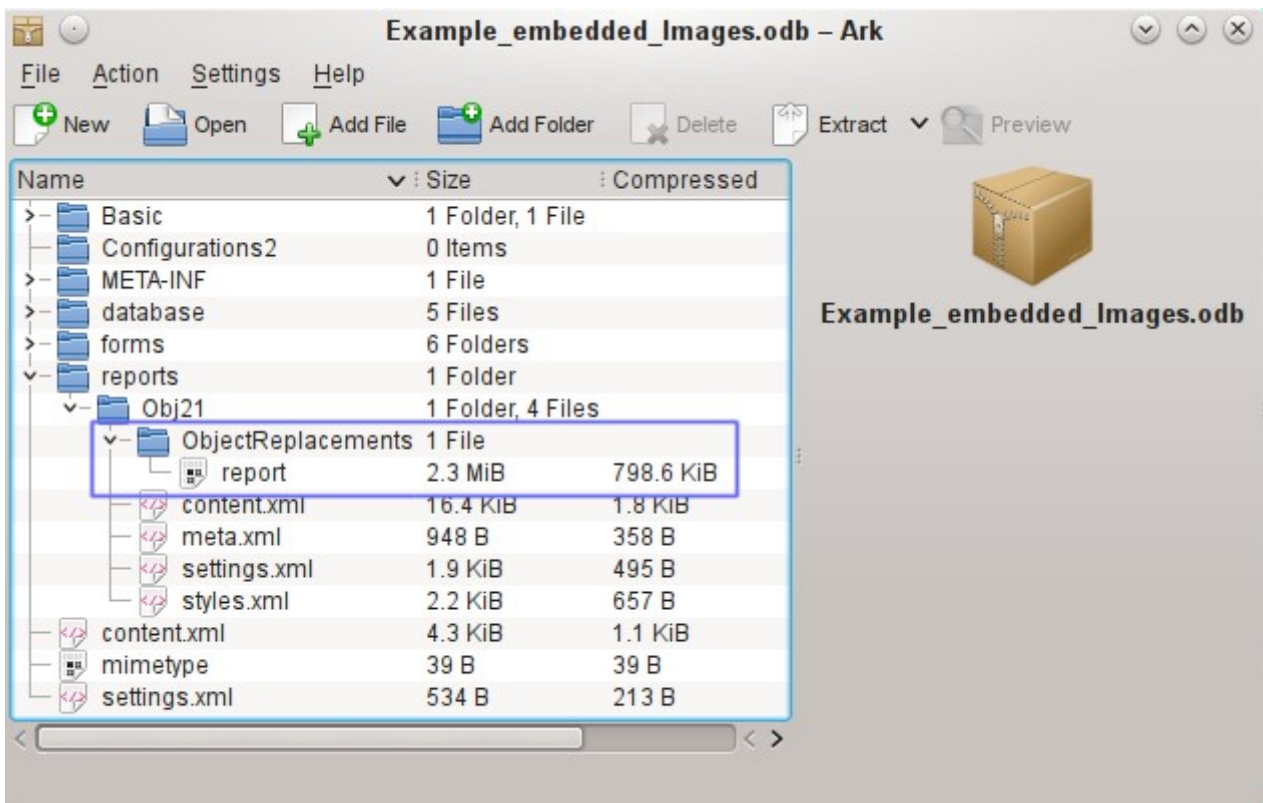 Example_embedded_Images.odb – Ark
File Action Settings Help
New Open Add File Add Folder Delete Extract Preview
Name Size Compressed
Basic 1 Folder, 1 File
Configurations2 0 Items
META-INF 1 File
database 5 Files
forms 6 Folders
reports 1 Folder
Obj21 1 Folder, 4 Files
ObjectReplacements 1 File
report 2.3 MiB 798.6 KiB
content.xml 16.4 KiB 1.8 KiB
meta.xml 948 B 358 B
settings.xml 1.9 KiB 495 B
styles.xml 2.2 KiB 657 B
content.xml 4.3 KiB 1.1 KiB
mimetype 39 B 39 B
settings.xml 534 B 213 B
Example_embedded_Images.odb